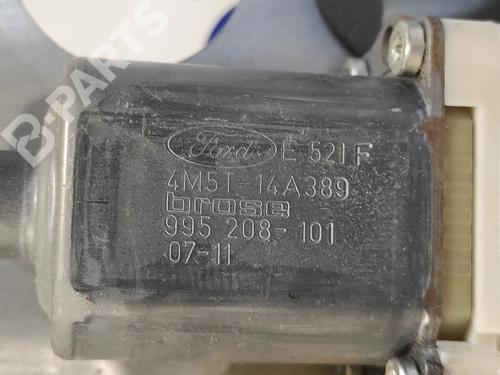 B-PARTS
Ford E 521 F
4M5T-14A389
brose
995 208-101
07-11